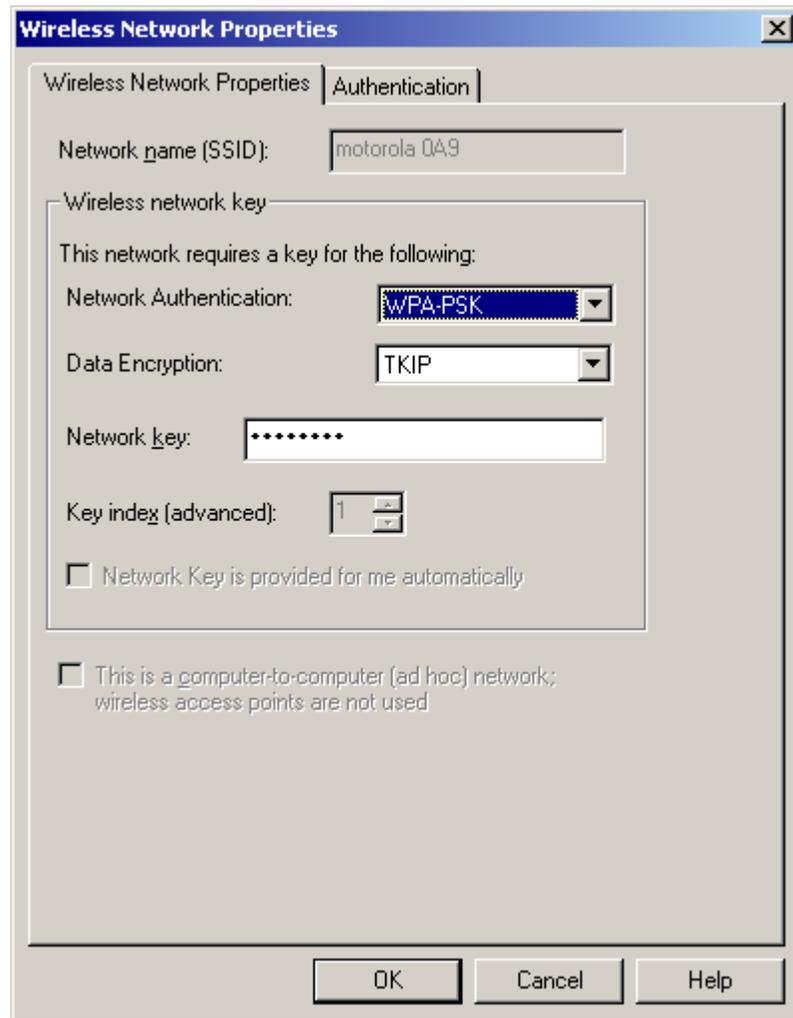 Wireless Network Properties
Wireless Network Properties
Authentication
Network name (SSID):
motorola 0A9
Wireless network key
This network requires a key for the following:
Network Authentication:
WPA-PSK
Data Encryption:
TKIP
Network key:
••••••••
Key index (advanced):
1
Network Key is provided for me automatically
This is a computer-to-computer (ad hoc) network;
wireless access points are not used
OK
Cancel
Help